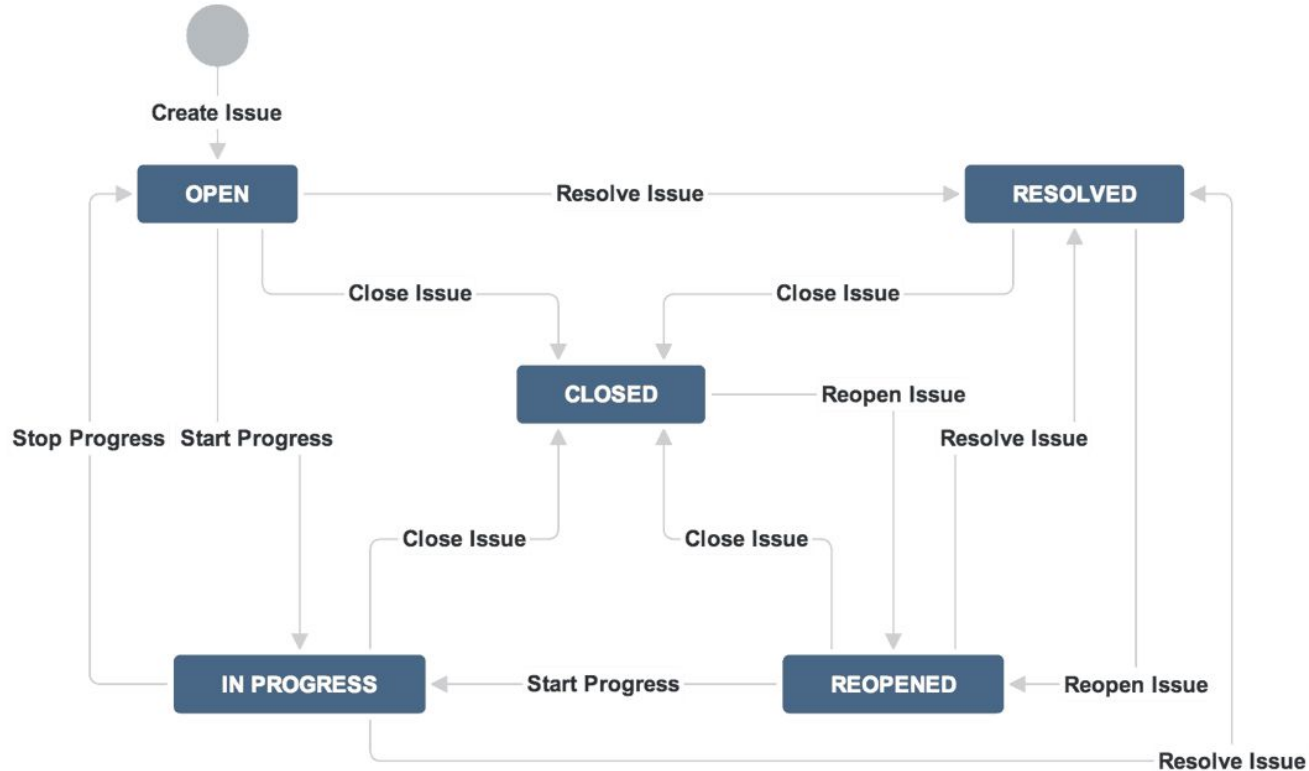 Create Issue
OPEN
Resolve Issue
RESOLVED
Close Issue
Close Issue
CLOSED
Reopen Issue
Stop Progress
Start Progress
Resolve Issue
Close Issue
Close Issue
IN PROGRESS
Start Progress
REOPENED
Reopen Issue
Resolve Issue